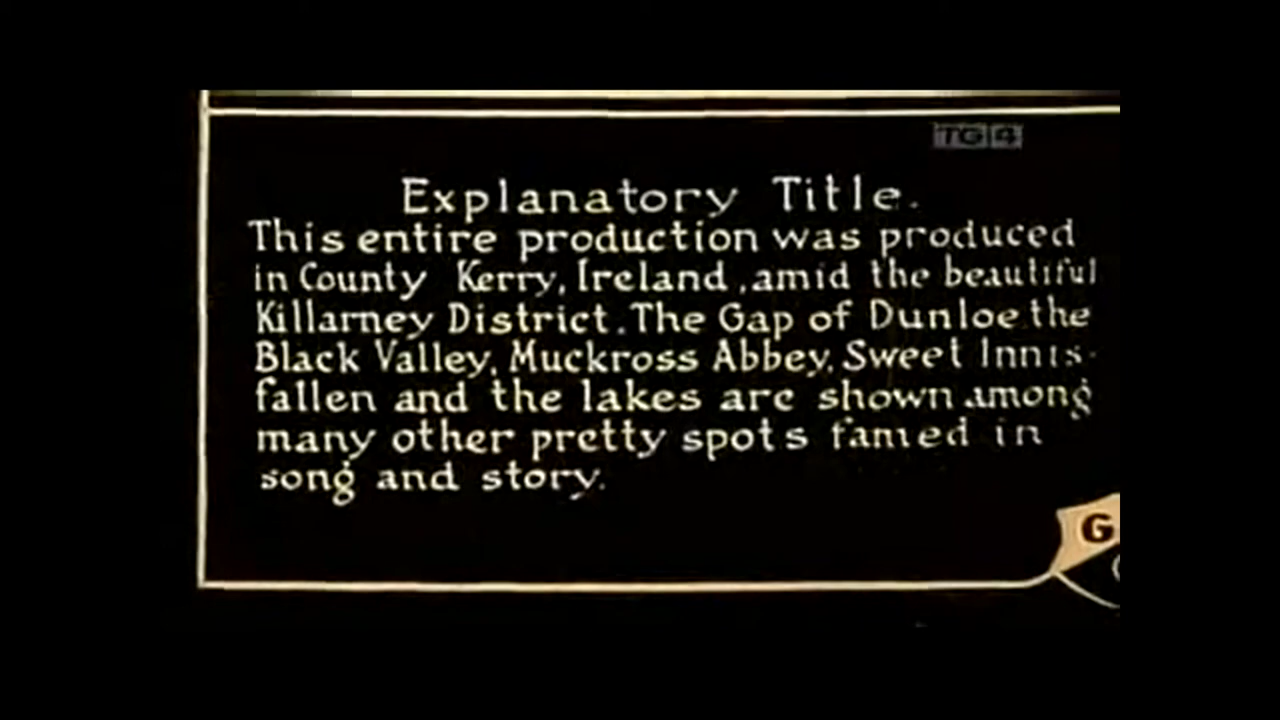 TG4
Explanatory Title.
This entire production was produced
in County Kerry, Ireland, amid the beautiful
Killarney District. The Gap of Dunloe the
Black Valley, Muckross Abbey, Sweet Innis-
fallen and the lakes are shown among
many other pretty spots famed in
song and story.
G